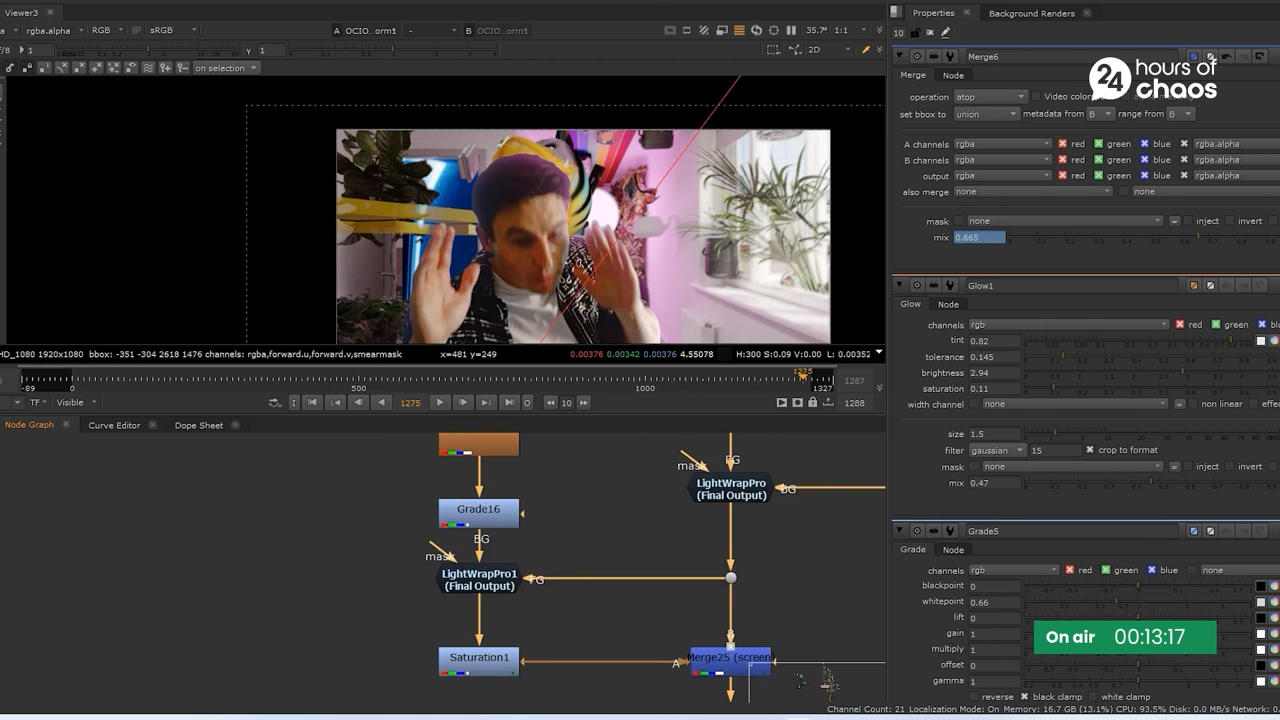 Viewer3
Properties
Background Renders
rgba.alpha
RGB
IP
sRGB
A
OCIO...orm1
-
B
OCIO...orm1
35.7
1:1
10
f/8
1
y
1
2D
Merge6
24 hours of chaos
on selection
Merge
Node
operation
atop
set bbox to
union
metadata from
B
range from
B
A channels
rgba
red
green
blue
rgba.alpha
B channels
rgba
red
green
blue
rgba.alpha
output
rgba
red
green
blue
rgba.alpha
also merge
none
none
mask
none
inject
invert
mix
0.665
Glow1
Glow
Node
channels
rgb
red
green
tint
0.82
tolerance
0.145
brightness
2.94
saturation
0.11
width channel
none
non linear
size
1.5
filter
gaussian
15
crop to format
mask
none
inject
invert
mix
0.47
HD_1080 1920x1080 bbox: -351 -304 2618 1476 channels: rgba,forward.u,forward.v,smearmask
x=481 y=249
0.00376
0.00342
0.00376
4.55078
H:300 S:0.09 V:0.00
L: 0.00352
-89
0
500
1000
1275
1327
1287
TF
Visible
I
1275
O
10
1288
Node Graph
Curve Editor
Dope Sheet
FG
mask
LightWrapPro
(Final Output)
BG
Grade16
BG
mask
LightWrapPro1
(Final Output)
FG
Saturation1
A
B
Merge25 (screen
Grade5
Grade
Node
channels
rgb
red
green
blue
none
blackpoint
0
whitepoint
0.66
lift
0
gain
1
multiply
1
offset
0
gamma
1
On air 00:13:17
reverse
black clamp
white clamp
Channel Count: 21 Localization Mode: On Memory: 16.7 GB (13.1%) CPU: 93.5% Disk: 0.0 MB/s Network: 0.